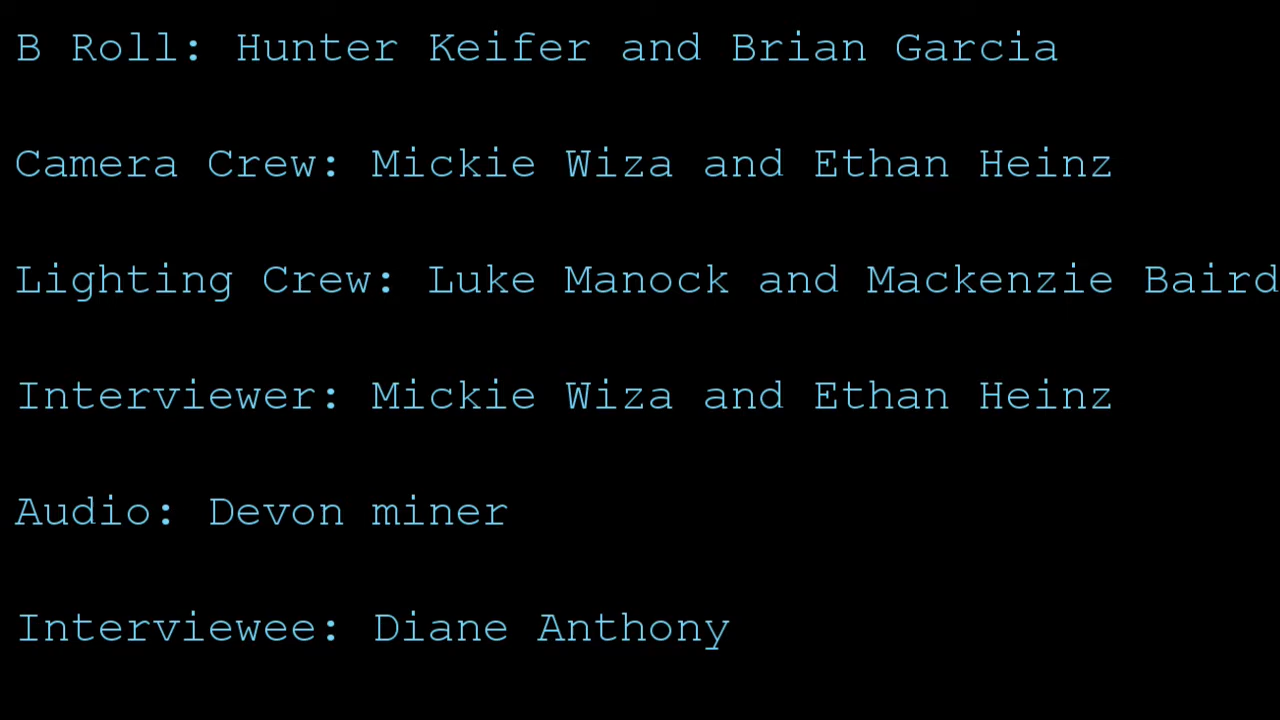 B Roll: Hunter Keifer and Brian Garcia
Camera Crew: Mickie Wiza and Ethan Heinz
Lighting Crew: Luke Manock and Mackenzie Baird
Interviewer: Mickie Wiza and Ethan Heinz
Audio: Devon miner
Interviewee: Diane Anthony